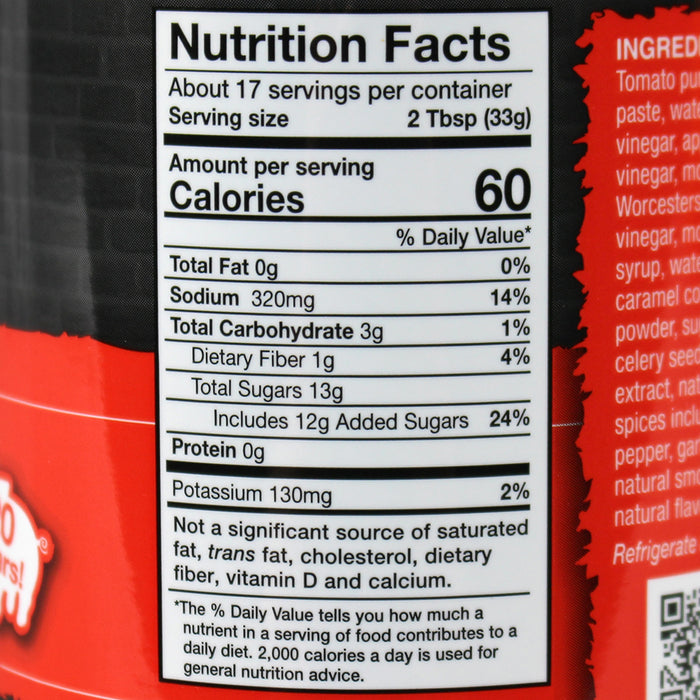 Nutrition Facts
About 17 servings per container
Serving size 2 Tbsp (33g)
Amount per serving
Calories 60
% Daily Value*
Total Fat 0g 0%
Sodium 320mg 14%
Total Carbohydrate 3g 1%
Dietary Fiber 1g 4%
Total Sugars 13g
Includes 12g Added Sugars 24%
Protein 0g
Potassium 130mg 2%
Not a significant source of saturated
fat, trans fat, cholesterol, dietary
fiber, vitamin D and calcium.
*The % Daily Value tells you how much a
nutrient in a serving of food contributes to a
daily diet. 2,000 calories a day is used for
general nutrition advice.
INGRED
Tomato pu
paste, wat
vinegar, ap
vinegar, mo
Worcesters
vinegar, mo
syrup, wate
caramel co
powder, su
celery seed
extract, nat
spices inc
pepper, gar
natural smo
natural flav
Refrigerate